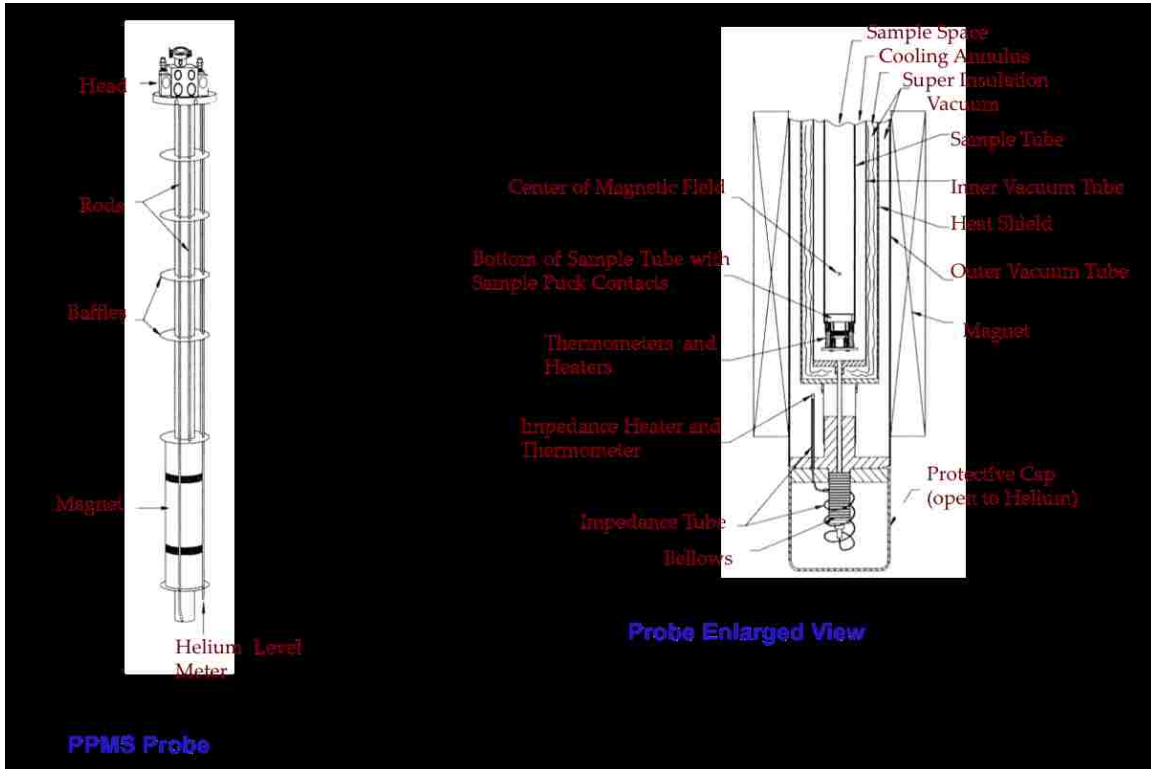 Head
Rods
Baffles
Magnet
Helium Level
Meter
PPMS Probe
Sample Space
Cooling Annulus
Super Insulation
Vacuum
Sample Tube
Center of Magnetic Field
Inner Vacuum Tube
Heat Shield
Bottom of Sample Tube with
Sample Puck Contacts
Outer Vacuum Tube
Magnet
Thermometers and
Heaters
Impedance Heater and
Thermometer
Protective Cap
(open to Helium)
Impedance Tube
Bellows
Probe Enlarged View